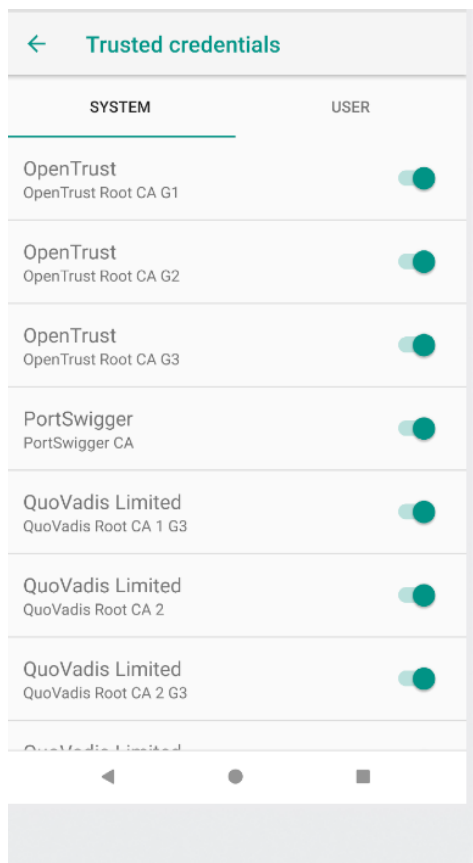 Trusted credentials
SYSTEM
USER
OpenTrust
OpenTrust Root CA G1
OpenTrust
OpenTrust Root CA G2
OpenTrust
OpenTrust Root CA G3
PortSwigger
PortSwigger CA
QuoVadis Limited
QuoVadis Root CA 1 G3
QuoVadis Limited
QuoVadis Root CA 2
QuoVadis Limited
QuoVadis Root CA 2 G3
QuoVadis Limited